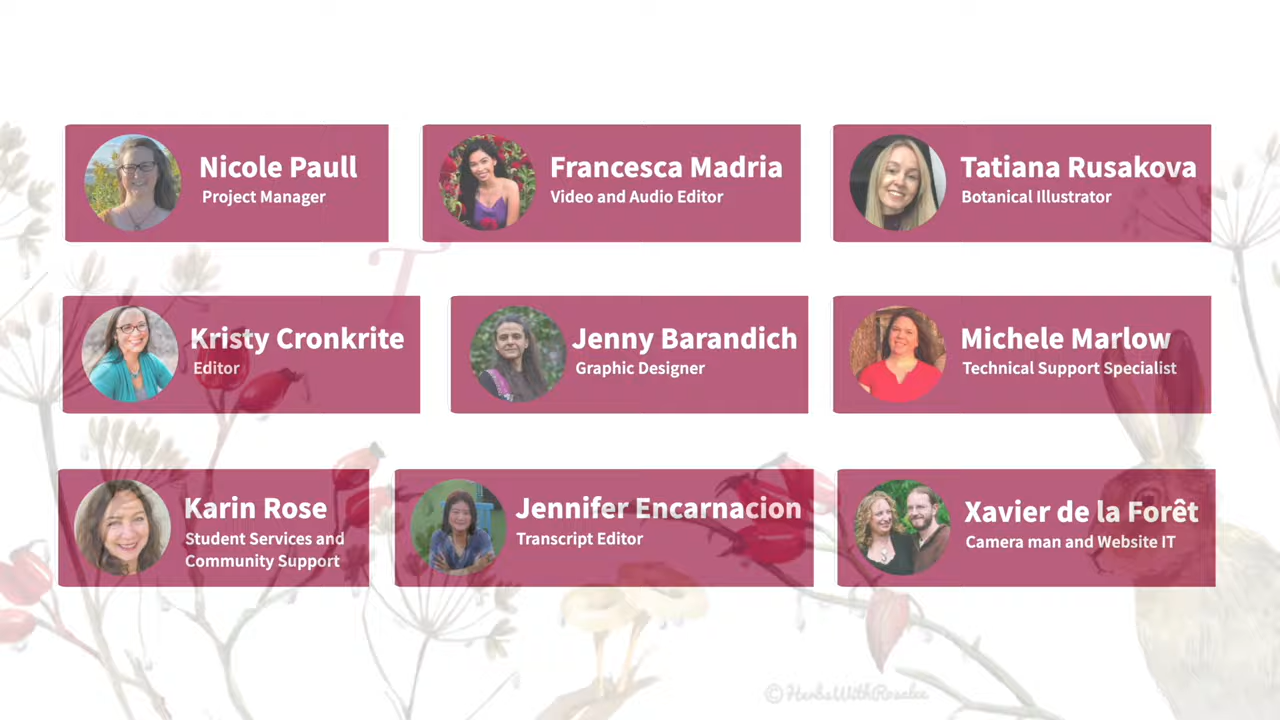 Nicole Paull
Project Manager
Francesca Madria
Video and Audio Editor
Tatiana Rusakova
Botanical Illustrator
T
Kristy Cronkrite
Editor
Jenny Barandich
Graphic Designer
Michele Marlow
Technical Support Specialist
Karin Rose
Student Services and
Community Support
Jennifer Encarnacion
Transcript Editor
Xavier de la Forêt
Camera man and Website IT
© HerbsWithRosalee